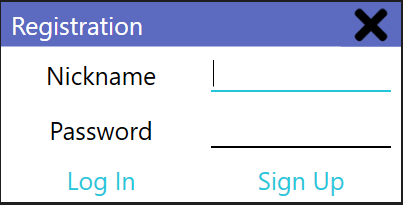 Registration
Nickname
Password
Log In Sign Up